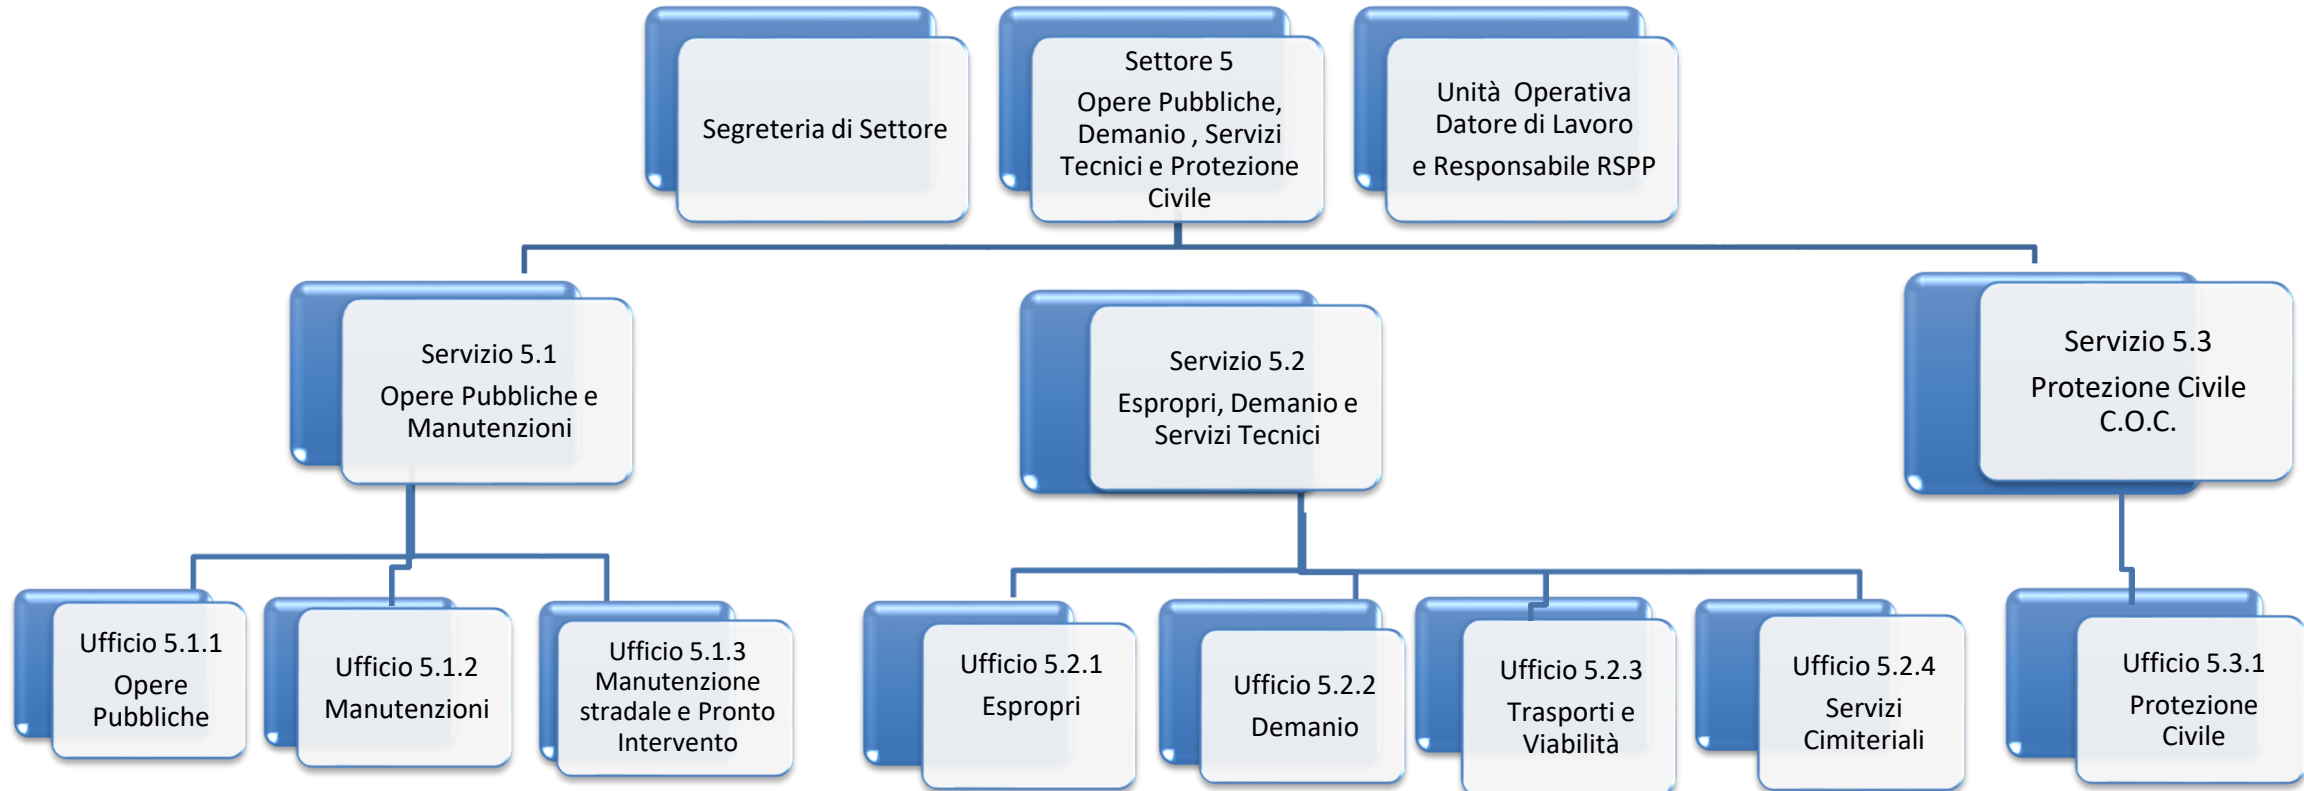 Segreteria di Settore
Settore 5
Opere Pubbliche,
Demanio , Servizi
Tecnici e Protezione
Civile
Unità Operativa
Datore di Lavoro
e Responsabile RSPP
Servizio 5.1
Opere Pubbliche e
Manutenzioni
Servizio 5.2
Espropri, Demanio e
Servizi Tecnici
Servizio 5.3
Protezione Civile
C.O.C.
Ufficio 5.1.1
Opere
Pubbliche
Ufficio 5.1.2
Manutenzioni
Ufficio 5.1.3
Manutenzione
stradale e Pronto
Intervento
Ufficio 5.2.1
Espropri
Ufficio 5.2.2
Demanio
Ufficio 5.2.3
Trasporti e
Viabilità
Ufficio 5.2.4
Servizi
Cimiteriali
Ufficio 5.3.1
Protezione
Civile